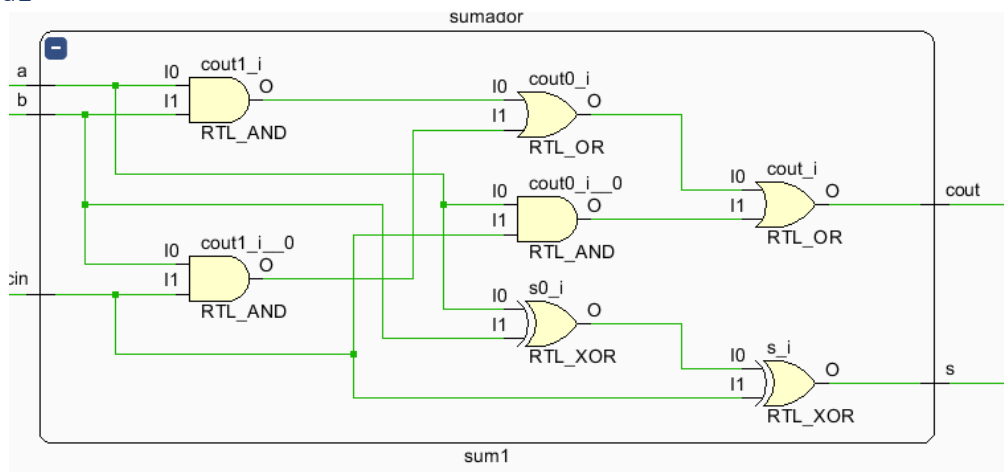 sumador
a
b
cin
I0
I1
cout1_i
O
RTL_AND
I0
I1
cout1_i__0
O
RTL_AND
I0
I1
cout0_i
O
RTL_OR
I0
I1
cout0_i__0
O
RTL_AND
I0
I1
s0_i
O
RTL_XOR
I0
I1
cout_i
O
RTL_OR
cout
I0
I1
s_i
O
RTL_XOR
s
sum1